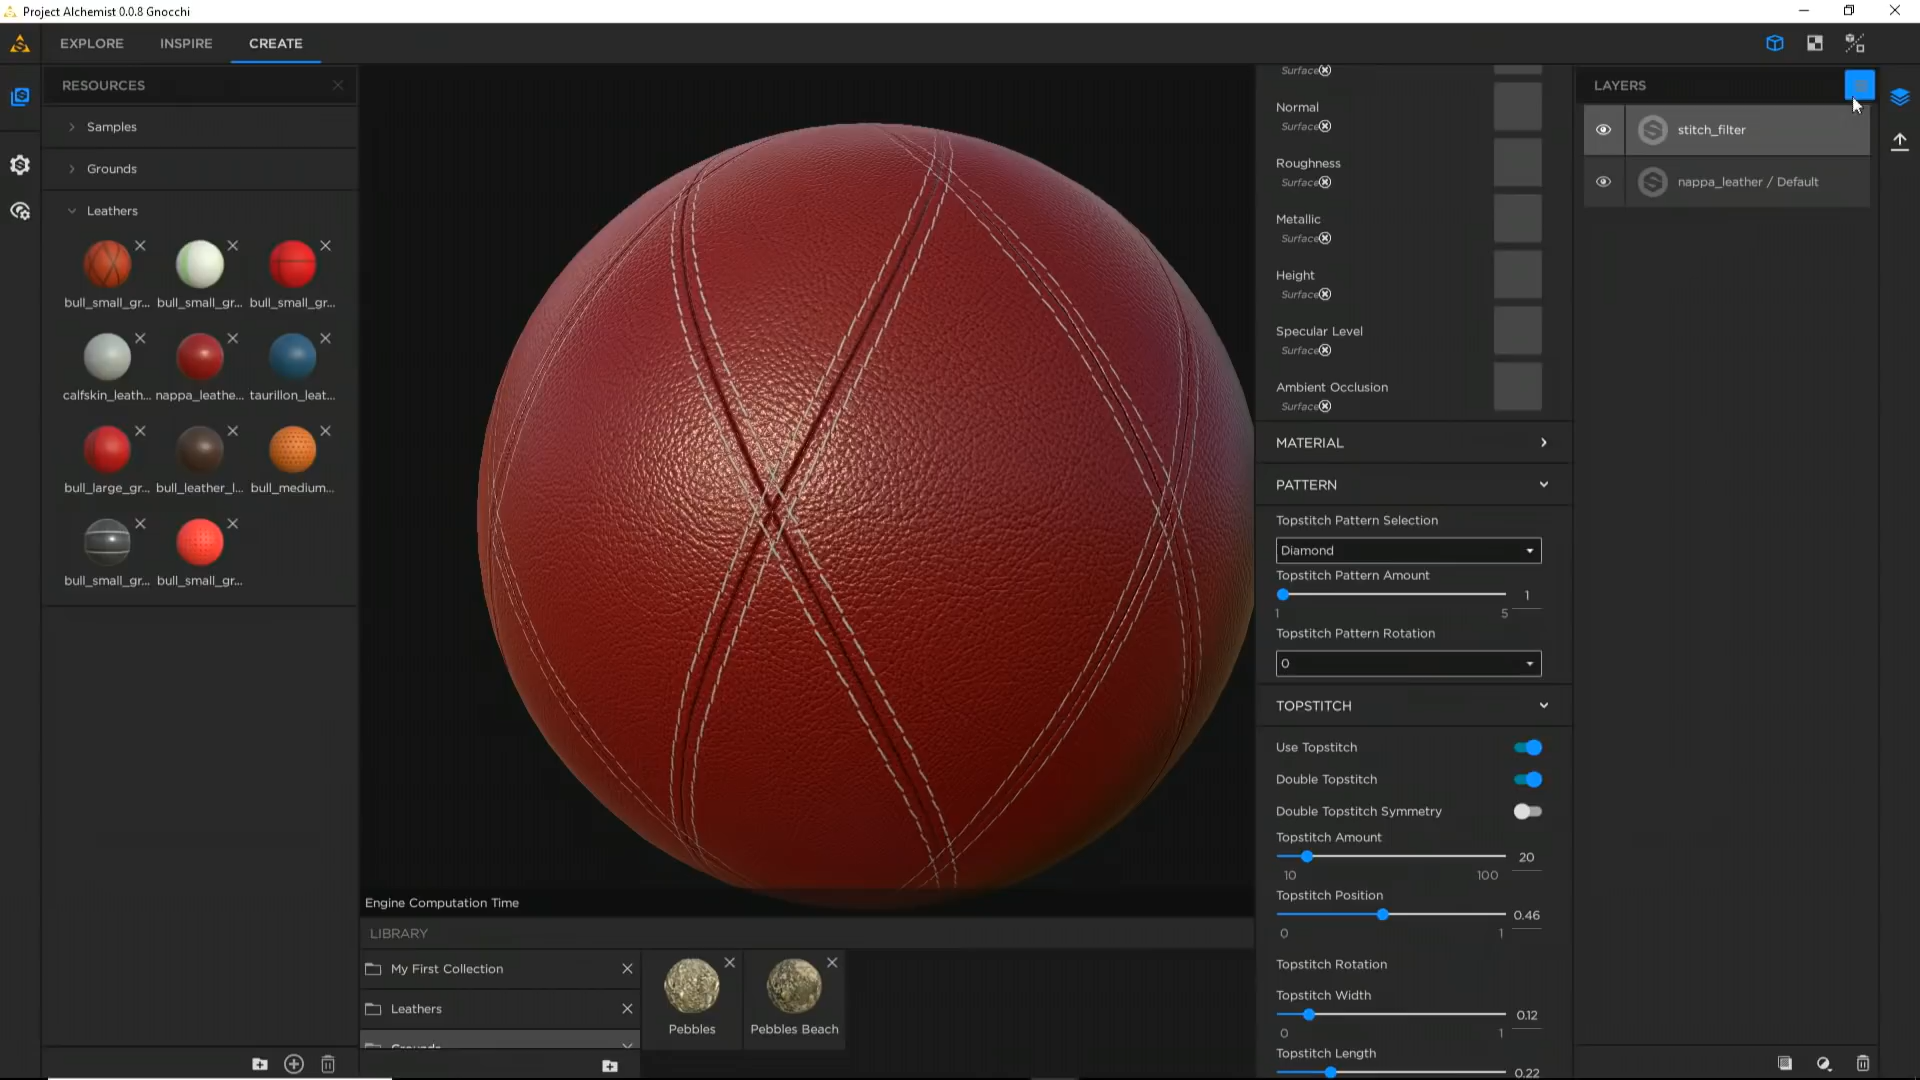 Project Alchemist 0.0.8 Gnocchi
EXPLORE
INSPIRE
CREATE
RESOURCES
Samples
Grounds
Leathers
bull_small_gr...
bull_small_gr...
bull_small_gr...
calfskin_leath...
nappa_leathe...
taurillon_leat...
bull_large_gr...
bull_leather_l...
bull_medium...
bull_small_gr...
bull_small_gr...
Engine Computation Time
LIBRARY
My First Collection
Leathers
Pebbles
Pebbles Beach
Surface
Normal
Surface
Roughness
Surface
Metallic
Surface
Height
Surface
Specular Level
Surface
Ambient Occlusion
Surface
MATERIAL
PATTERN
Topstitch Pattern Selection
Diamond
Topstitch Pattern Amount
1
1 5
Topstitch Pattern Rotation
0
TOPSTITCH
Use Topstitch
Double Topstitch
Double Topstitch Symmetry
Topstitch Amount
20
10 100
Topstitch Position
0.46
0 1
Topstitch Rotation
Topstitch Width
0.12
0 1
Topstitch Length
0.22
LAYERS
stitch_filter
nappa_leather / Default